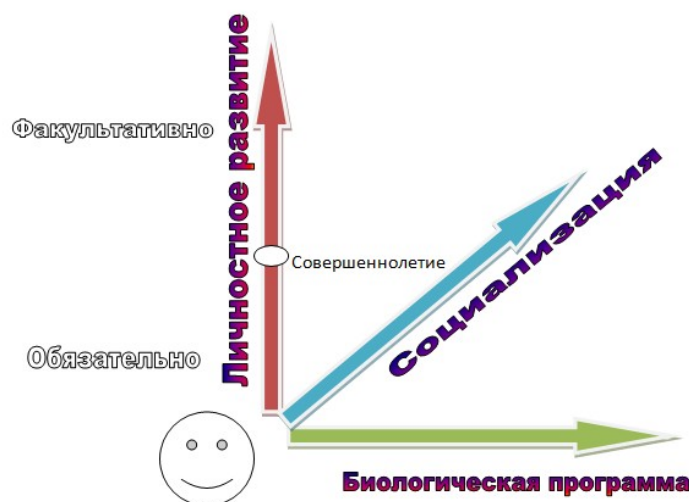 Личностное развитие
Факультативно
Совершеннолетие
Социализация
Обязательно
Биологическая программа